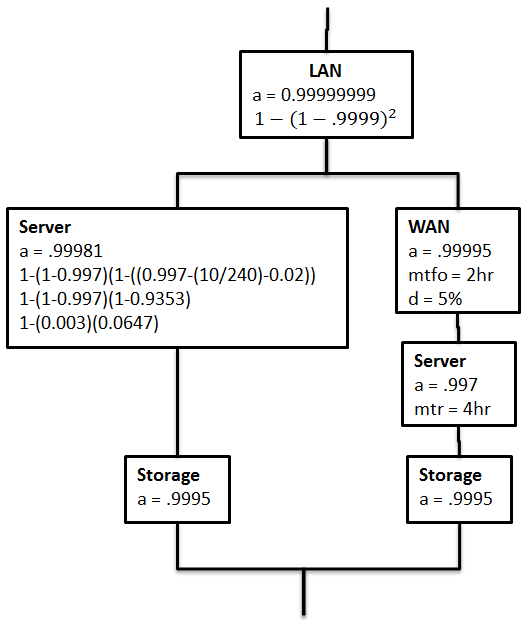 LAN
a = 0.99999999
1 − (1 − .9999)²
Server
a = .99981
1-(1-0.997)(1-((0.997-(10/240)-0.02))
1-(1-0.997)(1-0.9353)
1-(0.003)(0.0647)
WAN
a = .99995
mtfo = 2hr
d = 5%
Server
a = .997
mtr = 4hr
Storage
a = .9995
Storage
a = .9995